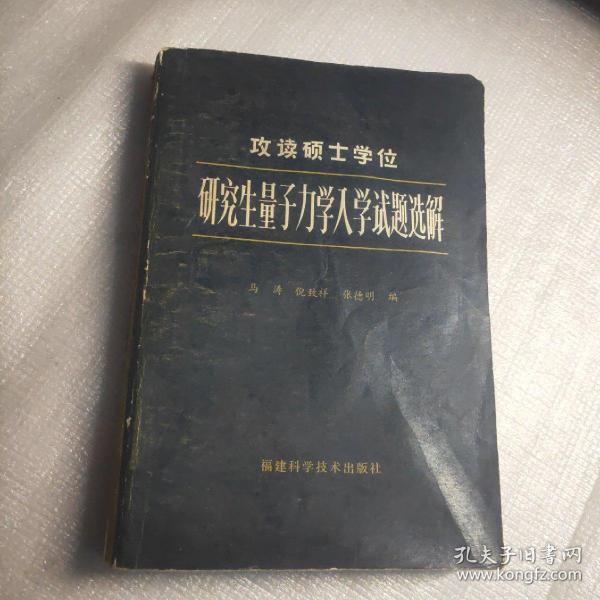 攻读硕士学位
研究生量子力学入学试题选解
马涛 倪致祥 张德明 编
福建科学技术出版社
孔夫子旧书网
www.kongfz.com